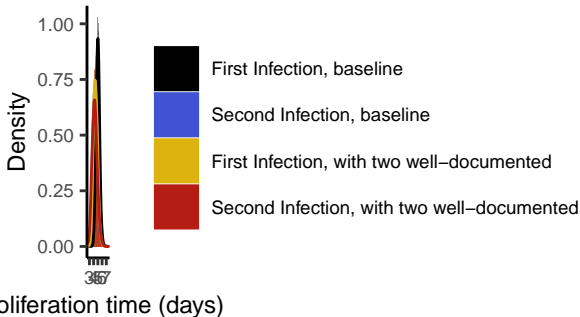 1.00
0.75
0.50
0.25
0.00
Density
First Infection, baseline
Second Infection, baseline
First Infection, with two well−documented
Second Infection, with two well−documented
oliferation time (days)